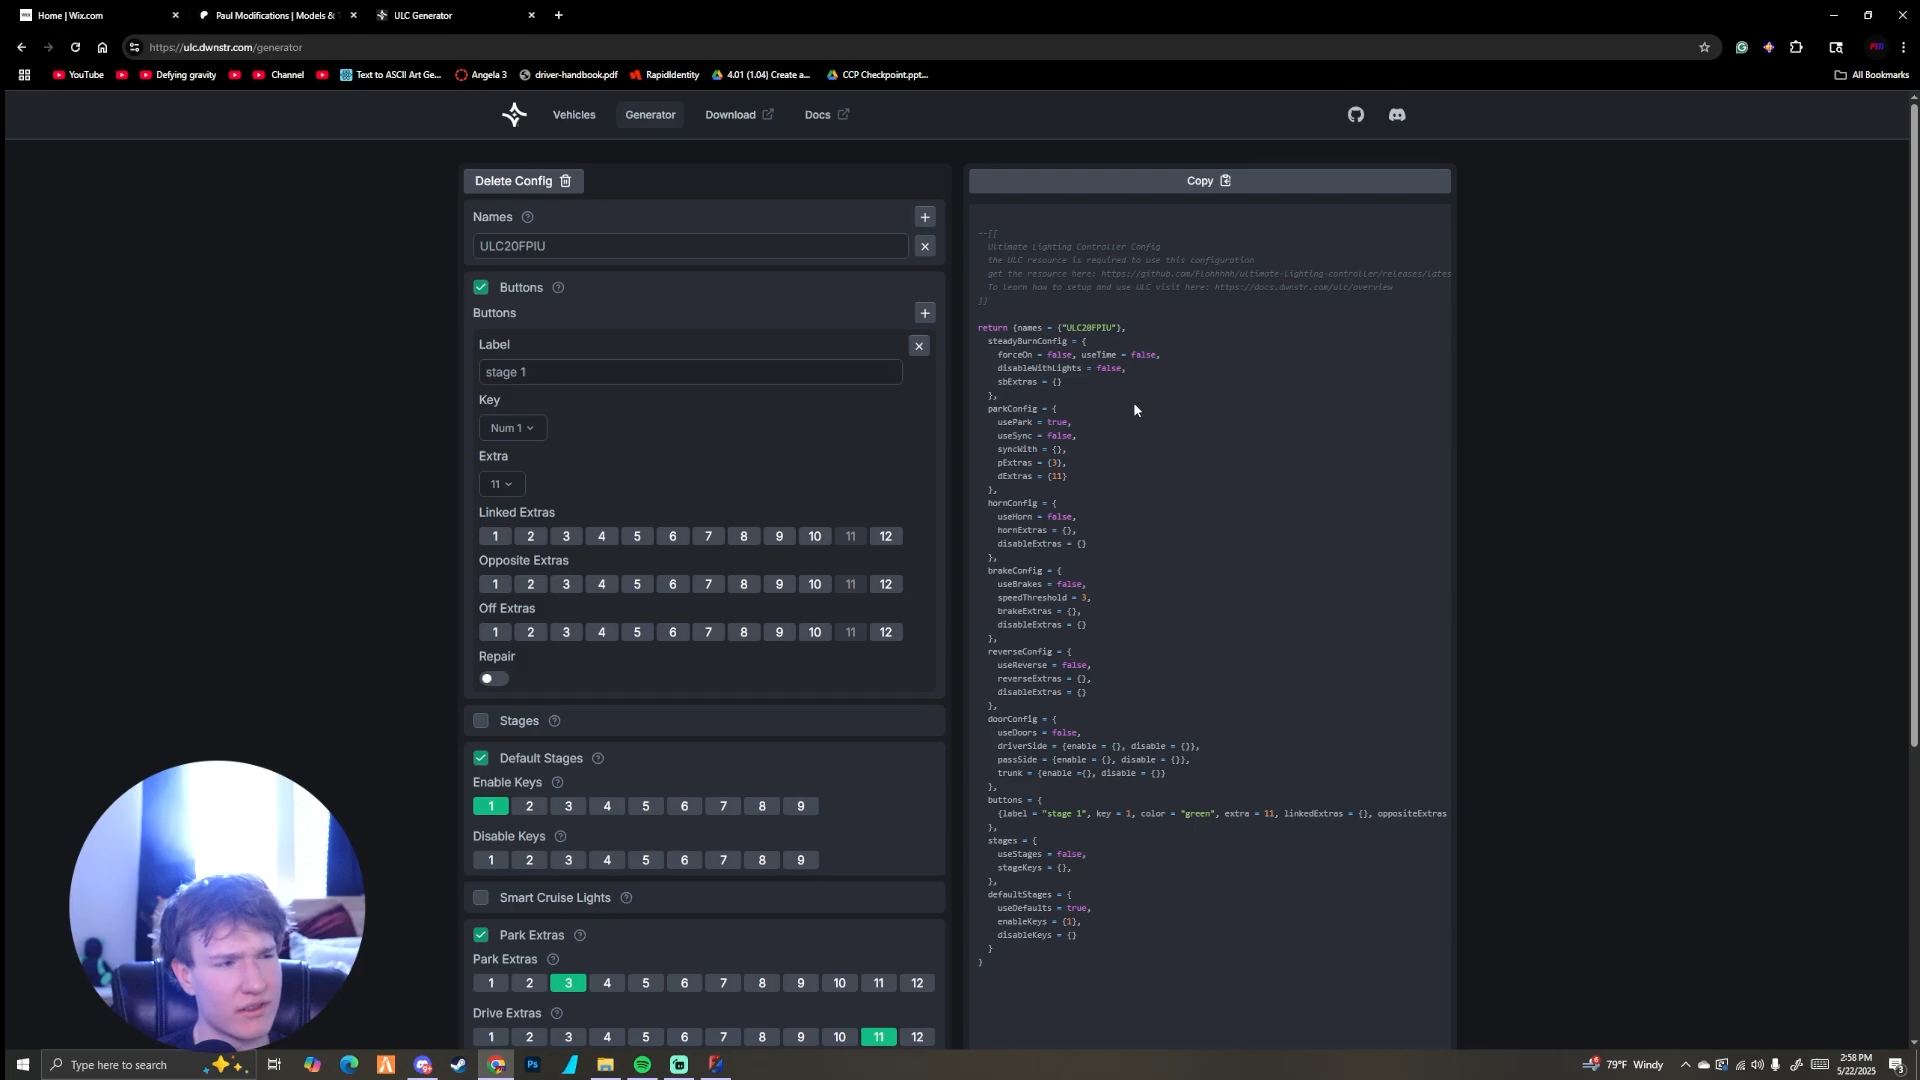 Home | Wix.com
Paul Modifications | Models &
ULC Generator
https://ulc.dwnstr.com/generator
YouTube
Defying gravity
Channel
Text to ASCII Art Ge...
Angela 3
driver-handbook.pdf
RapidIdentity
4.01 (1.04) Create a...
CCP Checkpoint.ppt...
All Bookmarks
Vehicles
Generator
Download
Docs
Delete Config
Names
ULC20FPIU
Buttons
Buttons
Label
stage 1
Key
Num 1
Extra
11
Linked Extras
1 2 3 4 5 6 7 8 9 10 11 12
Opposite Extras
1 2 3 4 5 6 7 8 9 10 11 12
Off Extras
1 2 3 4 5 6 7 8 9 10 11 12
Repair
Stages
Default Stages
Enable Keys
1 2 3 4 5 6 7 8 9
Disable Keys
1 2 3 4 5 6 7 8 9
Smart Cruise Lights
Park Extras
Park Extras
1 2 3 4 5 6 7 8 9 10 11 12
Drive Extras
1 2 3 4 5 6 7 8 9 10 11 12
Copy
--[[
Ultimate Lighting Controller Config
the ULC resource is required to use this configuration
get the resource here: https://github.com/Flohhhhh/ultimate-lighting-controller/releases/lates
To learn how to setup and use ULC visit here: https://docs.dwnstr.com/ulc/overview
]]
return {names = {"ULC20FPIU"},
steadyBurnConfig = {
forceOn = false, useTime = false,
disableWithLights = false,
sbExtras = {}
},
parkConfig = {
usePark = true,
useSync = false,
syncWith = {},
pExtras = {3},
dExtras = {11}
},
hornConfig = {
useHorn = false,
hornExtras = {},
disableExtras = {}
},
brakeConfig = {
useBrakes = false,
speedThreshold = 3,
brakeExtras = {},
disableExtras = {}
},
reverseConfig = {
useReverse = false,
reverseExtras = {},
disableExtras = {}
},
doorConfig = {
useDoors = false,
driverSide = {enable = {}, disable = {}},
passSide = {enable = {}, disable = {}},
trunk = {enable ={}, disable = {}}
},
buttons = {
{label = "stage 1", key = 1, color = "green", extra = 11, linkedExtras = {}, oppositeExtras
},
stages = {
useStages = false,
stageKeys = {},
},
defaultStages = {
useDefaults = true,
enableKeys = {1},
disableKeys = {}
}
}
Type here to search
79°F Windy
2:58 PM
5/22/2025